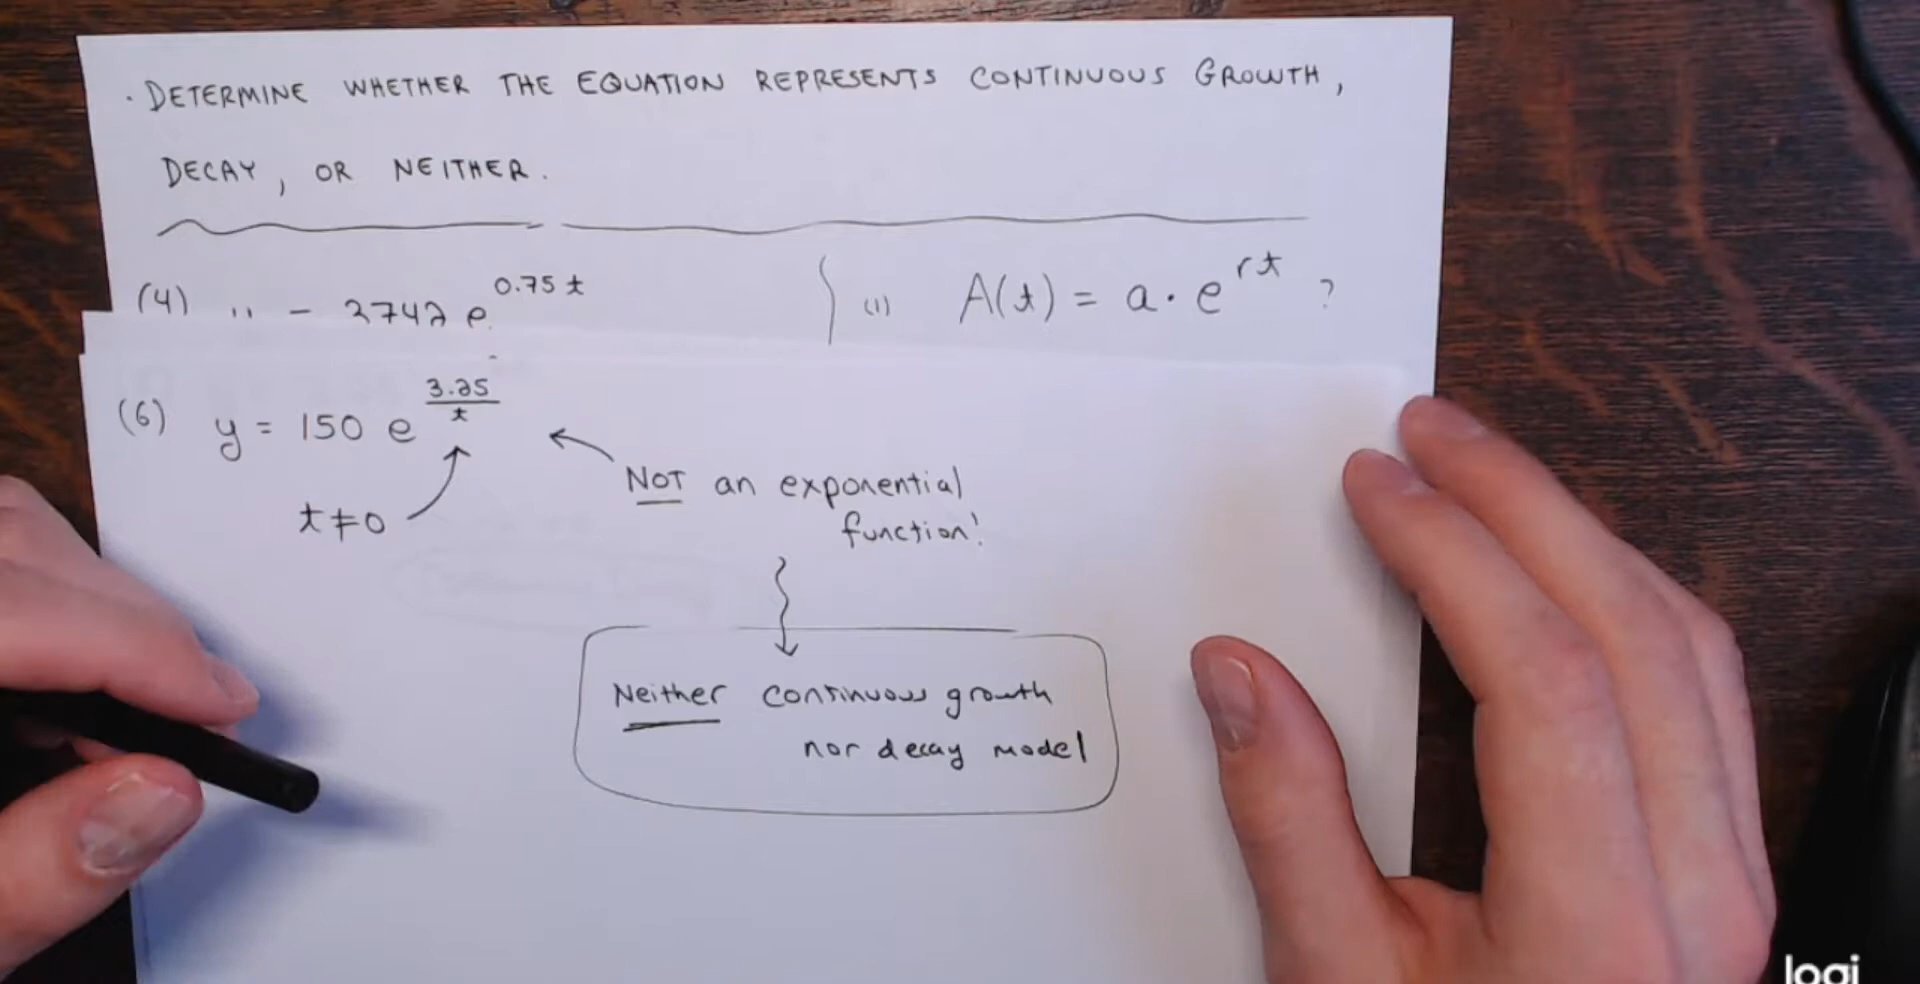 · DETERMINE WHETHER THE EQUATION REPRESENTS CONTINUOUS GROWTH,
DECAY, OR NEITHER.
(4) e^{0.75 t}
(1) A(t) = a · e^{rt} ?
(6) y = 150 e^{3.25/t}
t ≠ 0
NOT an exponential
function!
Neither continuous growth
nor decay model
logi